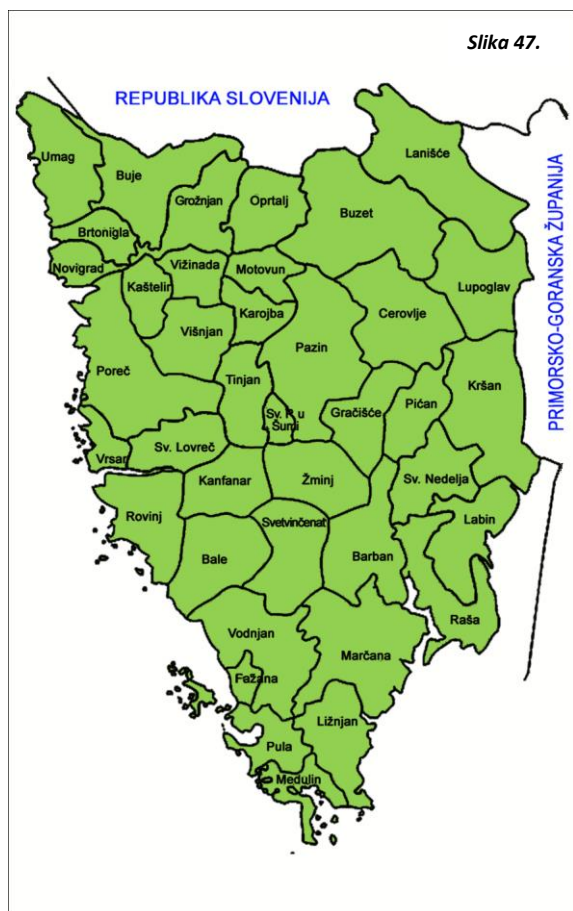 Slika 47.
REPUBLIKA SLOVENIJA
PRIMORSKO-GORANSKA ŽUPANIJA
Umag
Buje
Lanišće
Grožnjan
Oprtalj
Buzet
Brtonigla
Novigrad
Vižinada
Motovun
Kaštelir
Karojba
Cerovlje
Lupoglav
Višnjan
Pazin
Poreč
Tinjan
Kršan
Sv. P. u
Šumi
Gračišće
Pićan
Sv. Lovreč
Vrsar
Kanfanar
Žminj
Sv. Nedelja
Rovinj
Svetvinčenat
Labin
Bale
Barban
Raša
Vodnjan
Marčana
Fažana
Ližnjan
Pula
Medulin